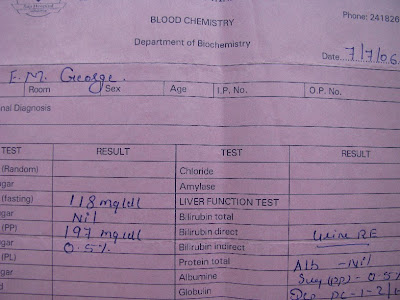 BLOOD CHEMISTRY
Phone: 241826
Department of Biochemistry
Date 7/7/06
E. M. George.
Room Sex Age I.P. No. O.P. No.
nal Diagnosis
TEST RESULT TEST RESULT
(Random) Chloride
gar Amylase
(fasting) 118 mg/dl LIVER FUNCTION TEST
gar Nil Bilirubin total
(PP) 197 mg/dl Bilirubin direct Urine RE
gar 0.5% Bilirubin indirect
(PL) Protein total Alb - Nil
gar Albumine Sug (PP) - 0.5%
Globulin